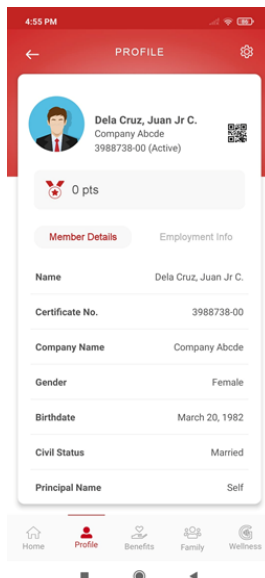 4:55 PM
PROFILE
Dela Cruz, Juan Jr C.
Company Abcde
3988738-00 (Active)
0 pts
Member Details Employment Info
Name Dela Cruz, Juan Jr C.
Certificate No. 3988738-00
Company Name Company Abcde
Gender Female
Birthdate March 20, 1982
Civil Status Married
Principal Name Self
Home Profile Benefits Family Wellness